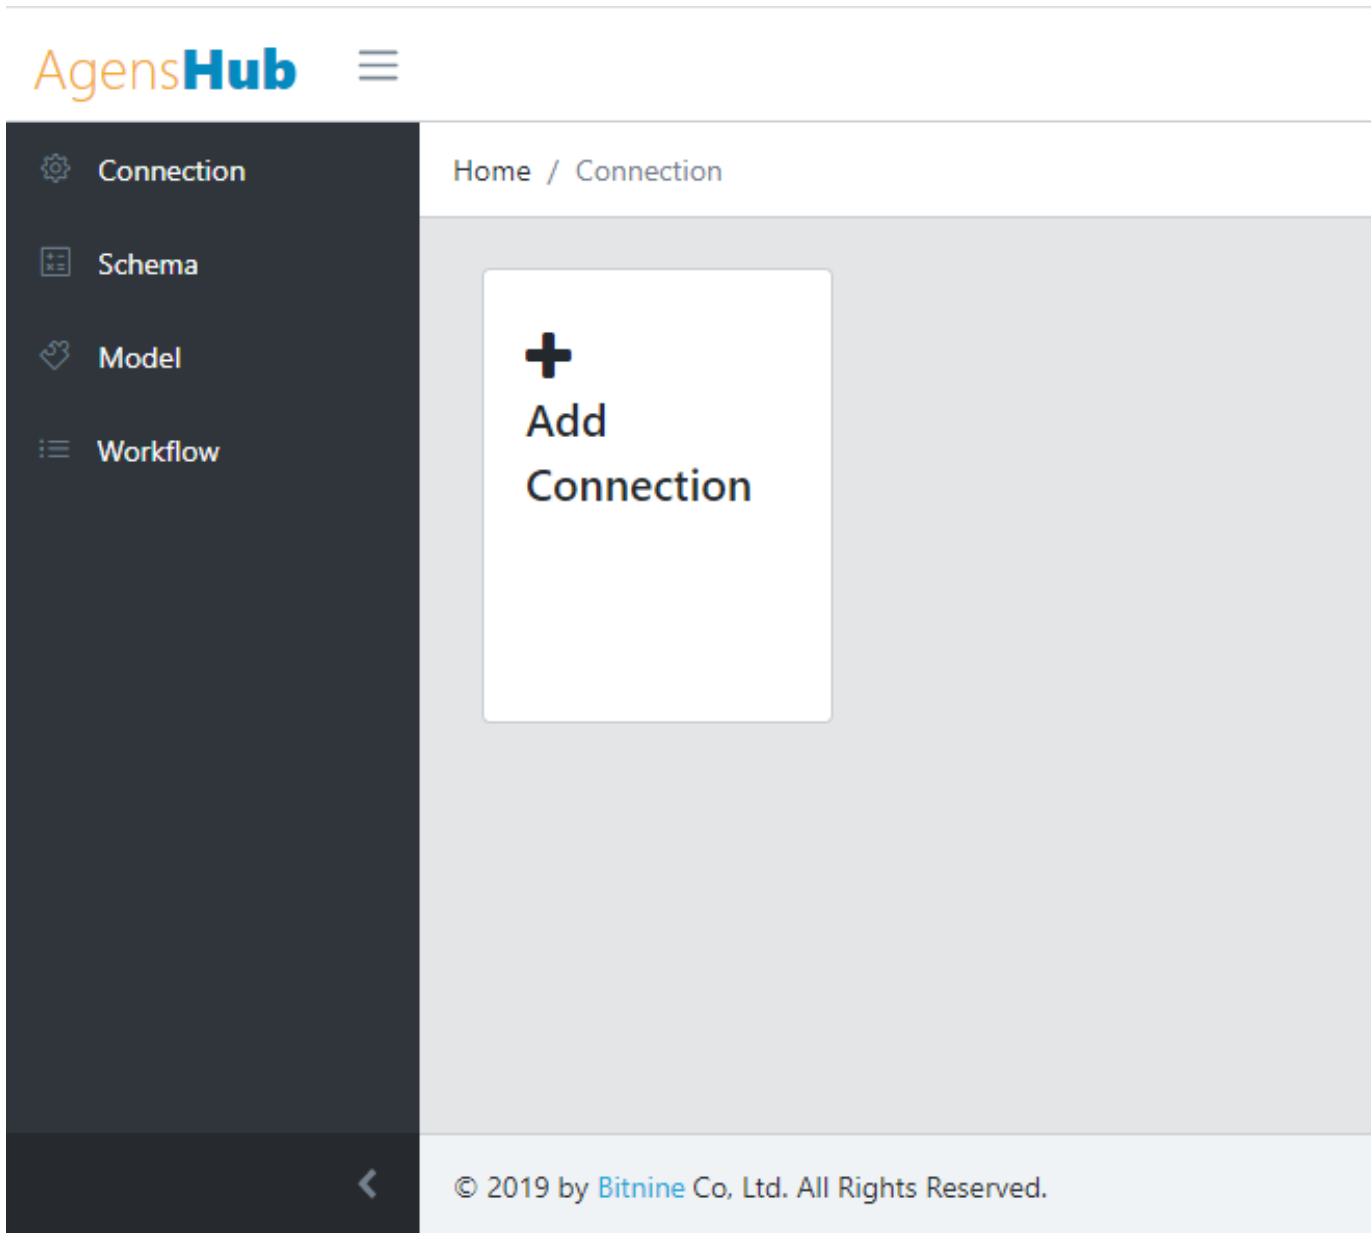 AgensHub
Connection
Schema
Model
Workflow
Home / Connection
Add
Connection
© 2019 by Bitnine Co, Ltd. All Rights Reserved.